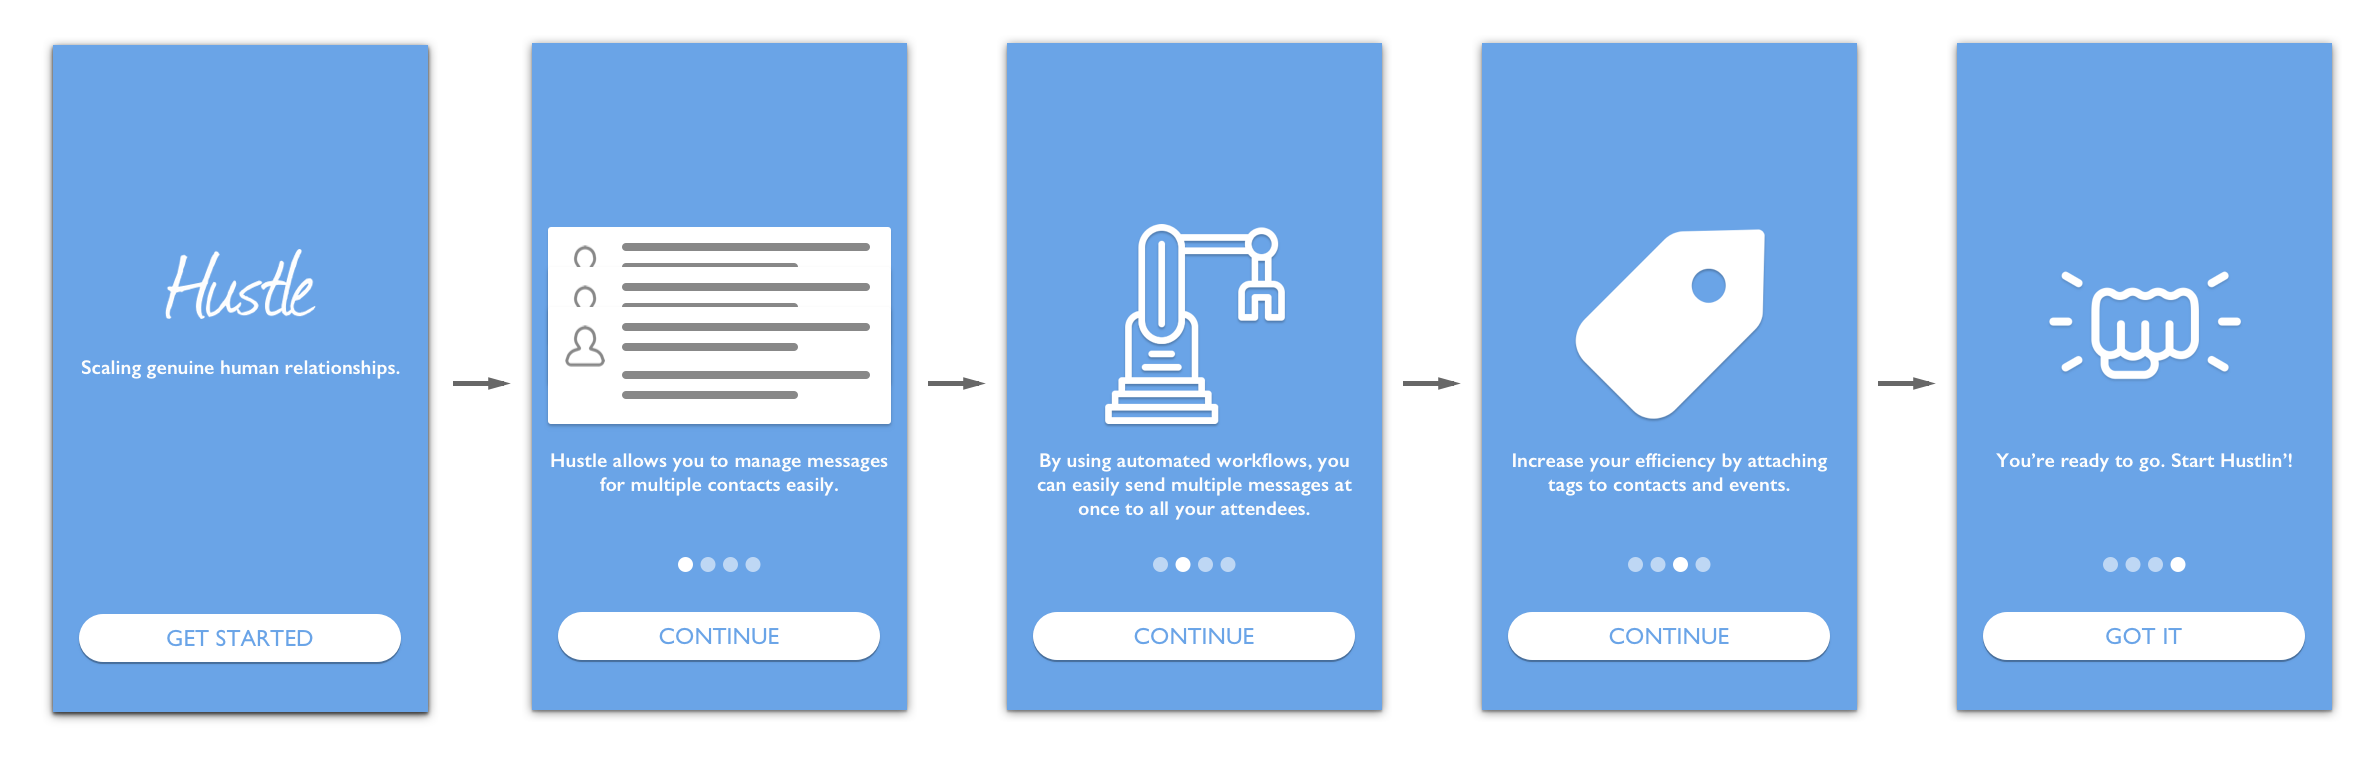 Hustle
Scaling genuine human relationships.
GET STARTED
Hustle allows you to manage messages
for multiple contacts easily.
CONTINUE
By using automated workflows, you
can easily send multiple messages at
once to all your attendees.
CONTINUE
Increase your efficiency by attaching
tags to contacts and events.
CONTINUE
You’re ready to go. Start Hustlin’!
GOT IT